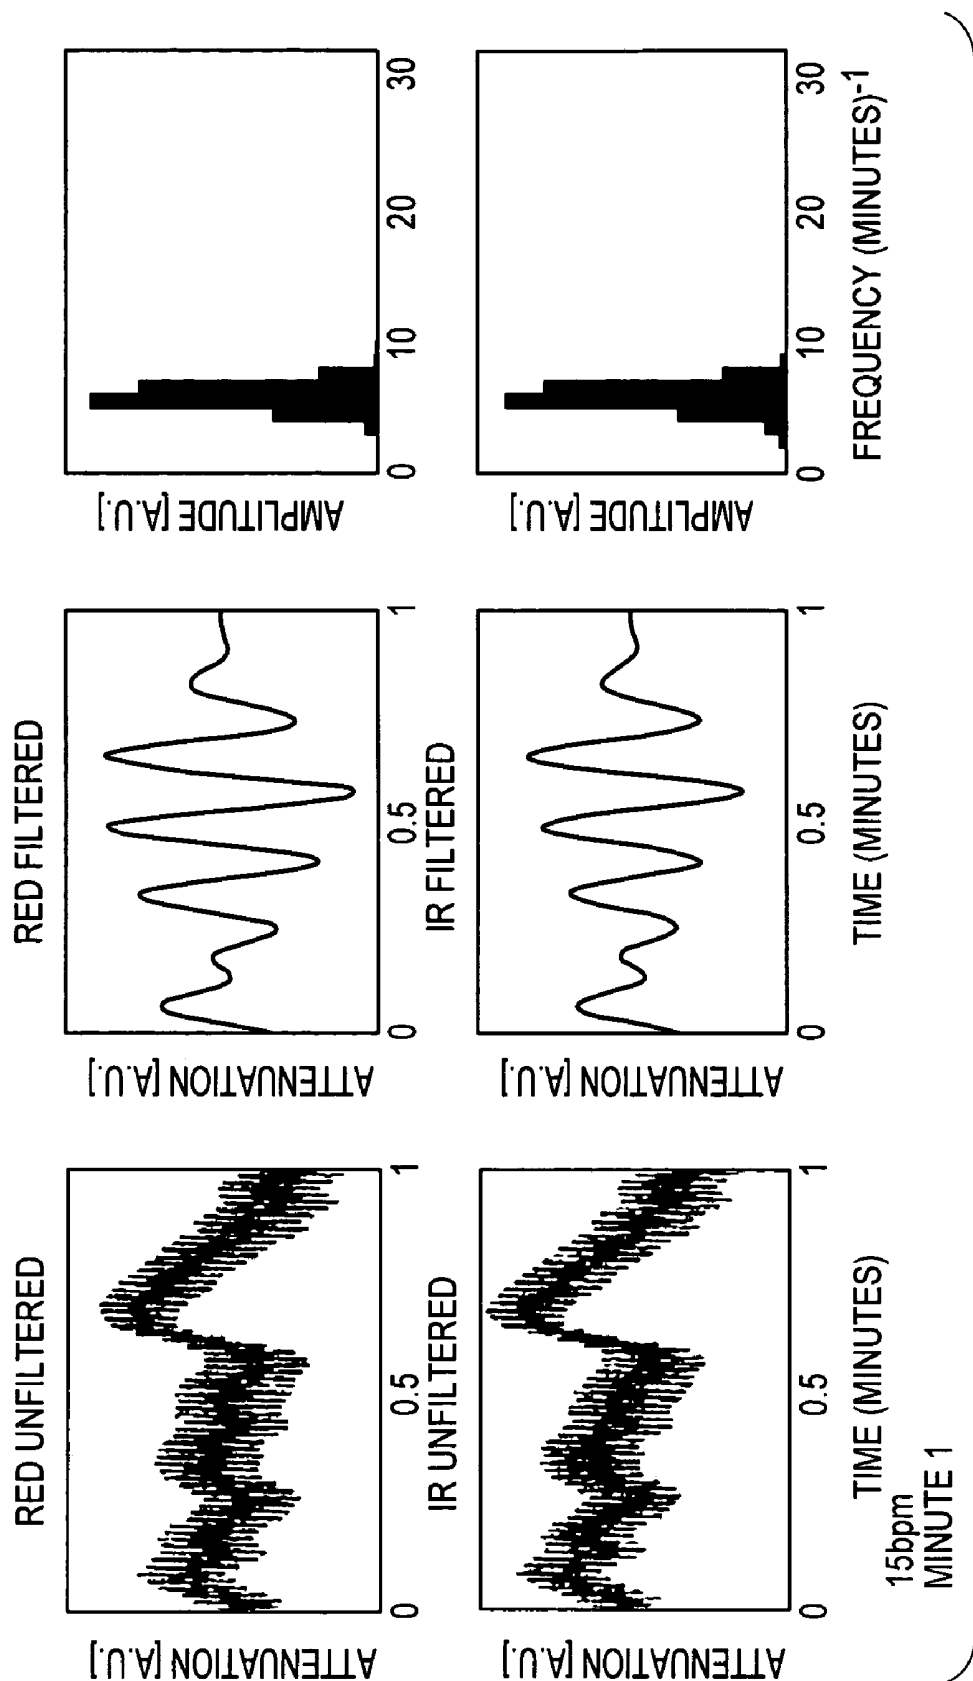 RED UNFILTERED
ATTENUATION [A.U.]
0
0.5
1
RED FILTERED
ATTENUATION [A.U.]
0
0.5
1
AMPLITUDE [A.U.]
0
10
20
30
IR UNFILTERED
ATTENUATION [A.U.]
0
0.5
1
TIME (MINUTES)
IR FILTERED
ATTENUATION [A.U.]
0
0.5
1
TIME (MINUTES)
AMPLITUDE [A.U.]
0
10
20
30
FREQUENCY (MINUTES)-1
15bpm
MINUTE 1